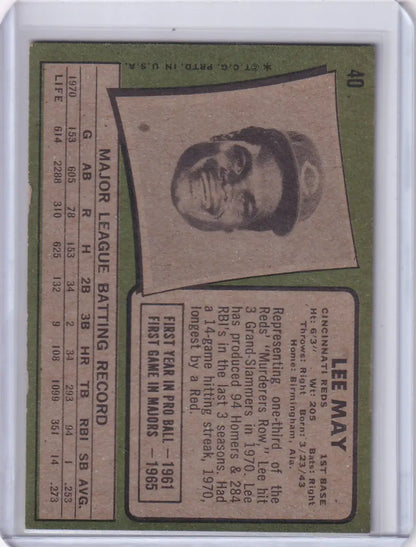 40
*©T.C.G. PRTD. IN U.S.A.
LEE MAY
CINCINNATI REDS 1ST BASE
Ht: 6'3" Wt: 205 Bats: Right
Throws: Right Born: 3/23/43
Home: Birmingham, Ala.
Representing one-third of the
Reds' "Murderers Row," Lee hit
3 Grand-Slammers in 1970. Lee
has produced 94 Homers & 284
RBI's in the last 3 seasons. Had
a 14-game hitting streak, 1970,
longest by a Red.
FIRST YEAR IN PRO BALL — 1961
FIRST GAME IN MAJORS — 1965
MAJOR LEAGUE BATTING RECORD
G AB R H 2B 3B HR TB RBI SB AVG.
1970 153 605 78 153 34 2 34 293 94 1 .253
LIFE 614 2288 310 625 132 9 108 1099 351 14 .273